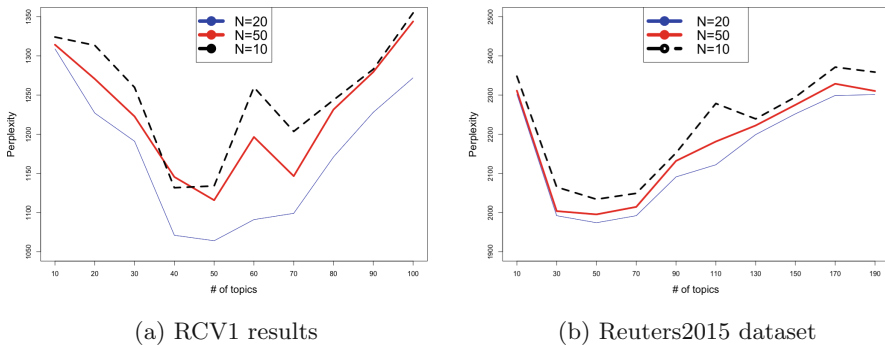 N=20
N=50
N=10
Perplexity
1350
1300
1250
1200
1150
1100
1050
10 20 30 40 50 60 70 80 90 100
# of topics
(a) RCV1 results
N=20
N=50
N=10
Perplexity
2500
2400
2300
2200
2100
2000
1900
10 30 50 70 90 110 130 150 170 190
# of topics
(b) Reuters2015 dataset